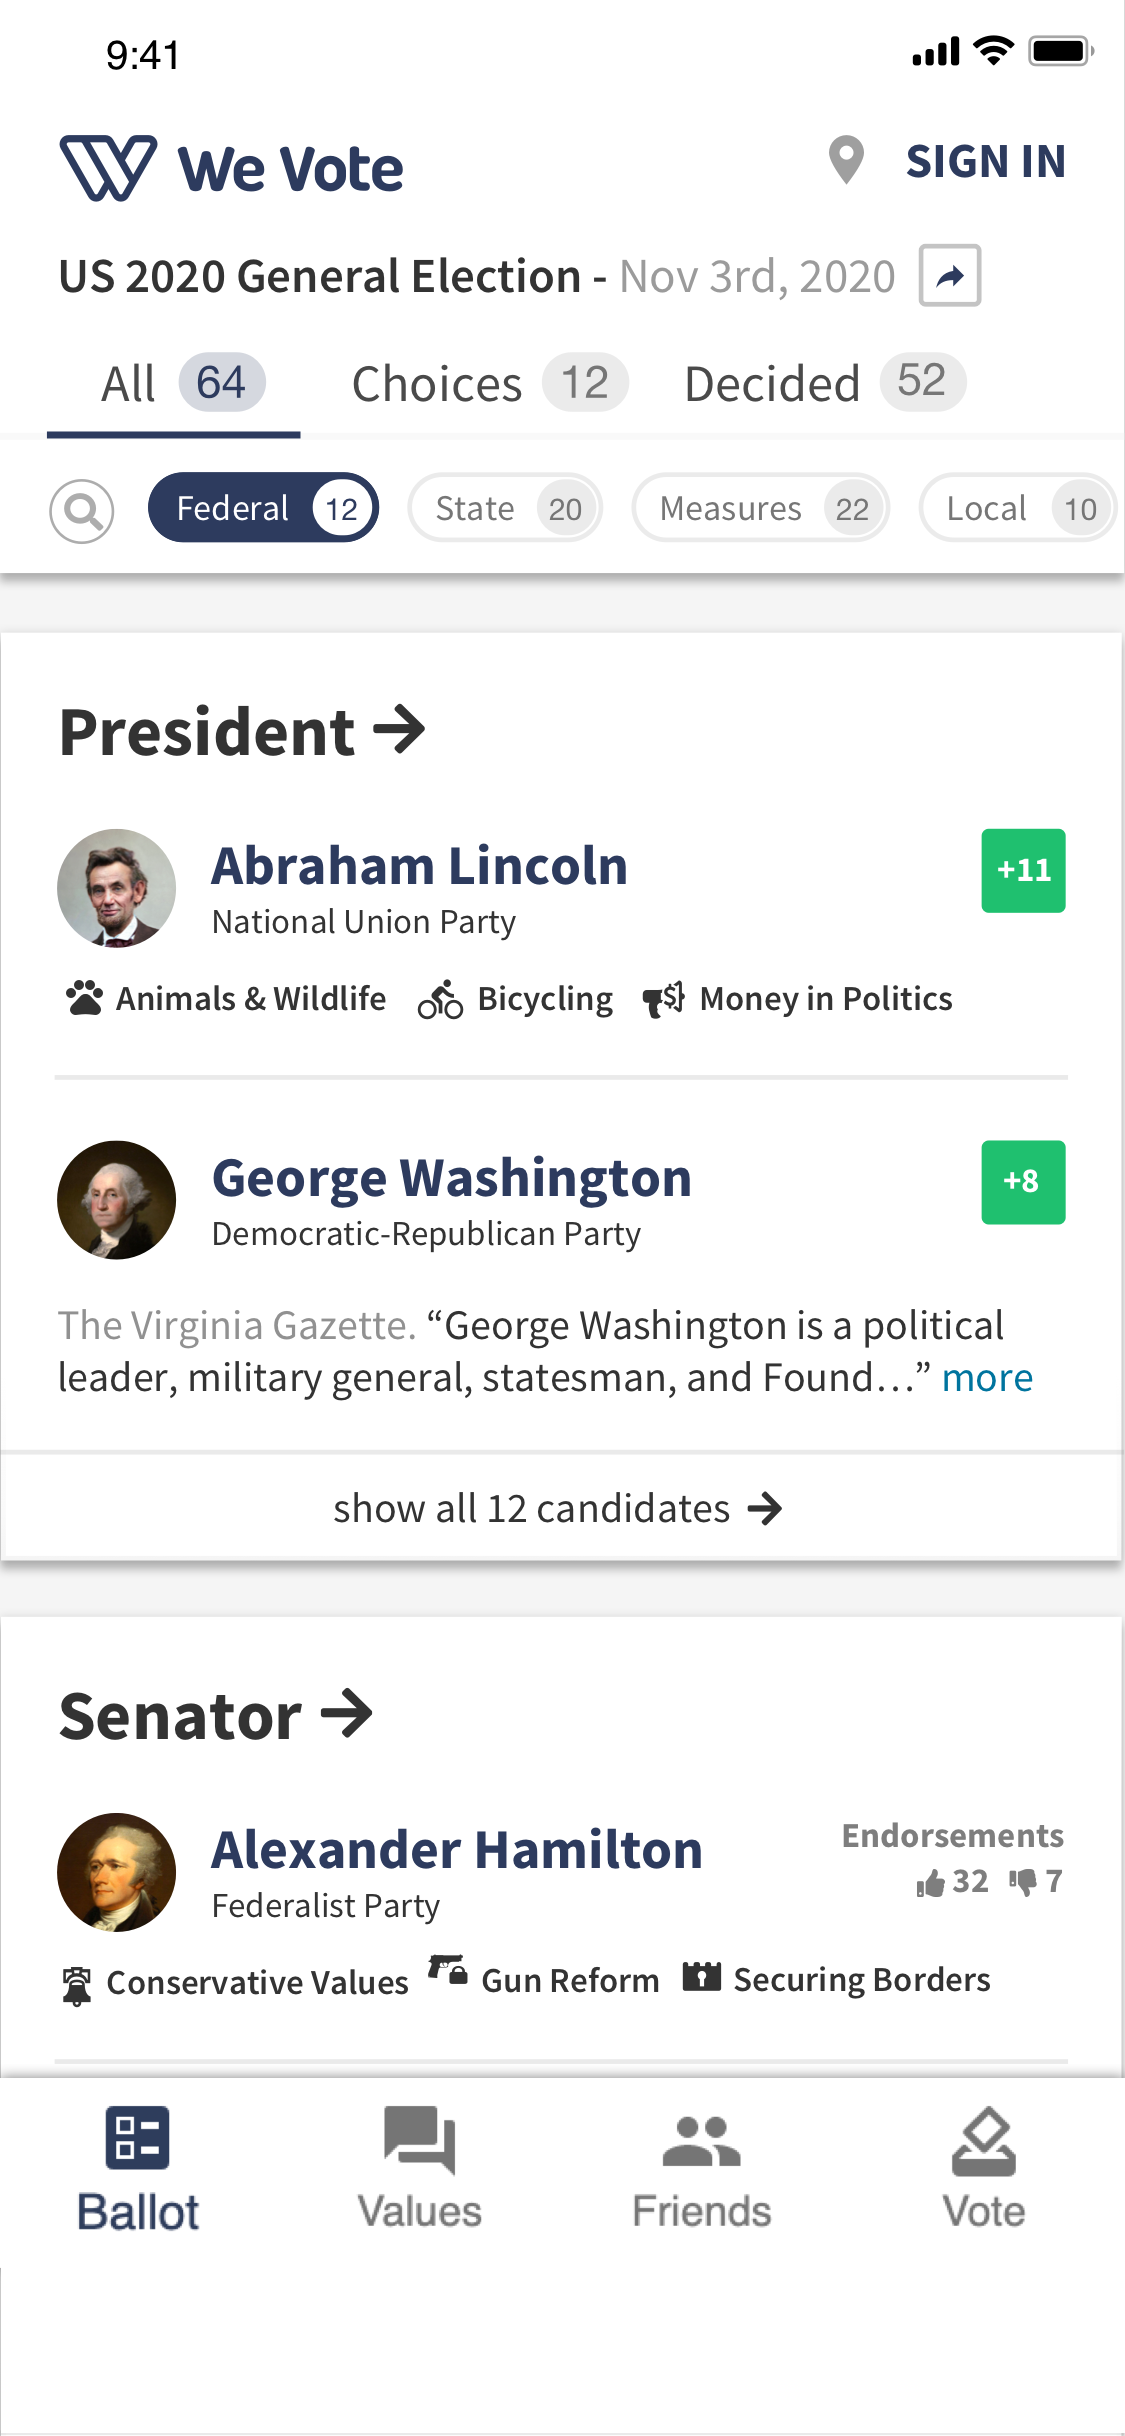 9:41
We Vote
SIGN IN
US 2020 General Election - Nov 3rd, 2020
All 64 Choices 12 Decided 52
Federal 12 State 20 Measures 22 Local 10
President
Abraham Lincoln
+11
National Union Party
Animals & Wildlife Bicycling Money in Politics
George Washington
+8
Democratic-Republican Party
The Virginia Gazette. “George Washington is a political
leader, military general, statesman, and Found...” more
show all 12 candidates
Senator
Alexander Hamilton
Endorsements
32 7
Federalist Party
Conservative Values Gun Reform Securing Borders
Ballot Values Friends Vote